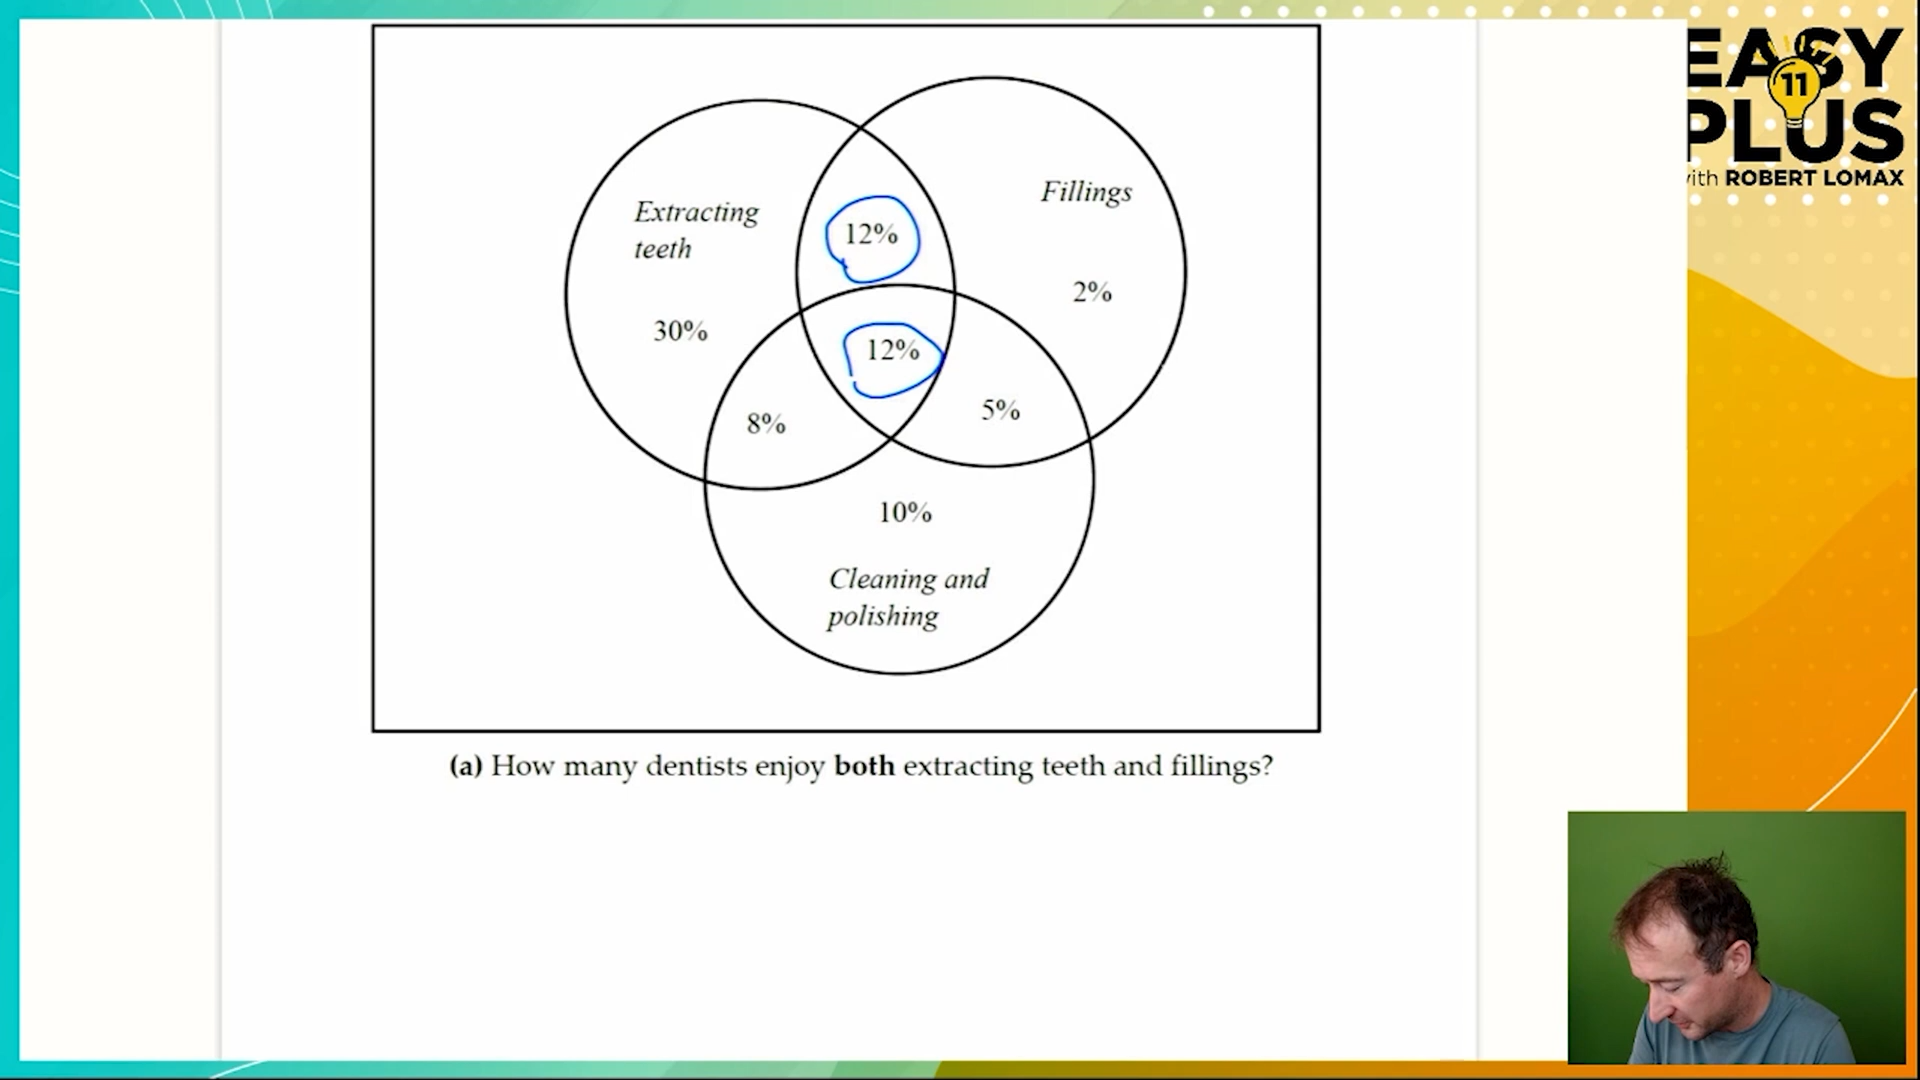 EASY
11
PLUS
with ROBERT LOMAX
Extracting
teeth
30%
12%
Fillings
2%
12%
8%
5%
10%
Cleaning and
polishing
(a) How many dentists enjoy both extracting teeth and fillings?